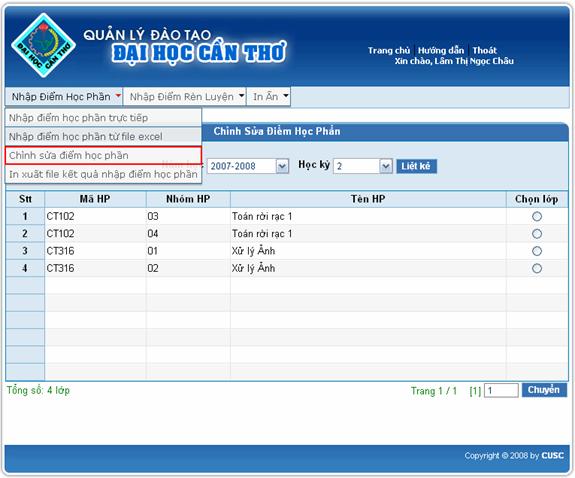 QUẢN LÝ ĐÀO TẠO
ĐẠI HỌC CẦN THƠ
ĐẠI HỌC CẦN THƠ
Trang chủ | Hướng dẫn | Thoát
Xin chào, Lâm Thị Ngọc Châu
Nhập Điểm Học Phần Nhập Điểm Rèn Luyện In Ấn
Nhập điểm học phần trực tiếp
Nhập điểm học phần từ file excel
Chỉnh sửa điểm học phần
In xuất file kết quả nhập điểm học phần
Chỉnh Sửa Điểm Học Phần
2007-2008 Học kỳ 2 Liệt kê
Stt Mã HP Nhóm HP Tên HP Chọn lớp
1 CT102 03 Toán rời rạc 1
2 CT102 04 Toán rời rạc 1
3 CT316 01 Xử lý Ảnh
4 CT316 02 Xử lý Ảnh
Tổng số: 4 lớp Trang 1 / 1 [1] 1 Chuyển
Copyright © 2008 by CUSC